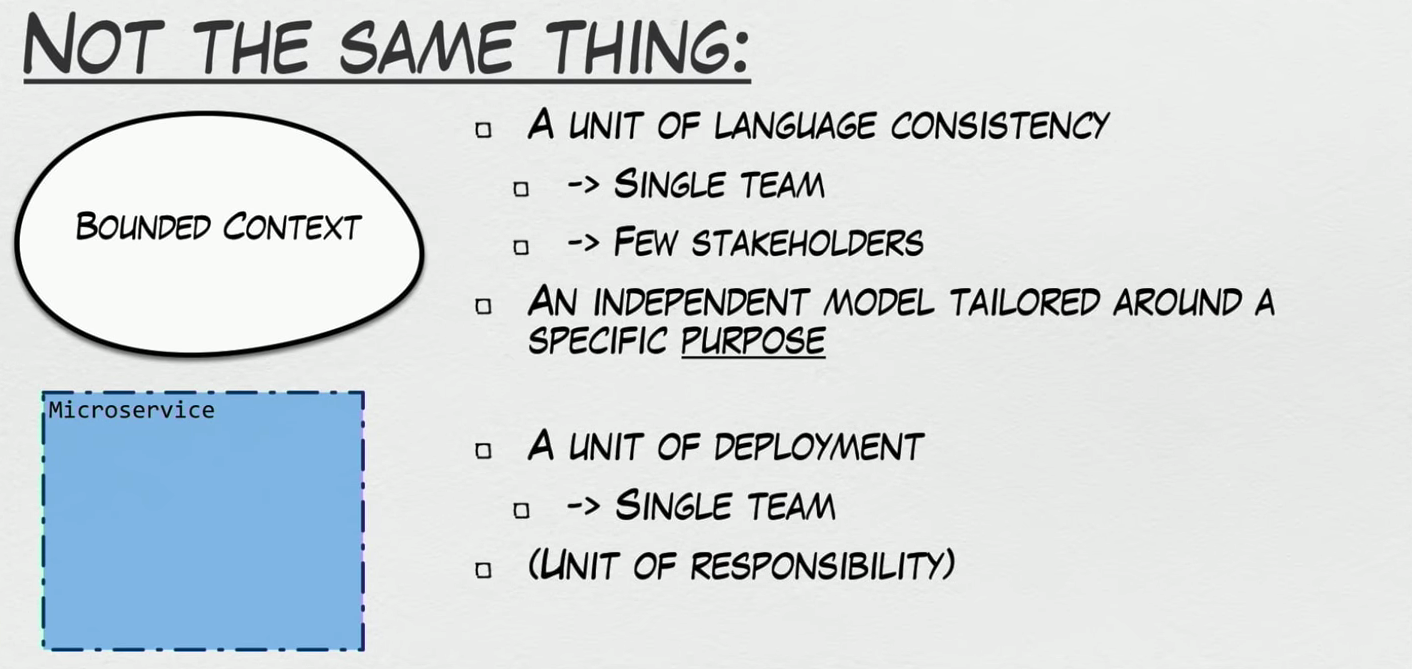 NOT THE SAME THING:
BOUNDED CONTEXT
A UNIT OF LANGUAGE CONSISTENCY
-> SINGLE TEAM
-> FEW STAKEHOLDERS
AN INDEPENDENT MODEL TAILORED AROUND A
SPECIFIC PURPOSE
Microservice
A UNIT OF DEPLOYMENT
-> SINGLE TEAM
(UNIT OF RESPONSIBILITY)